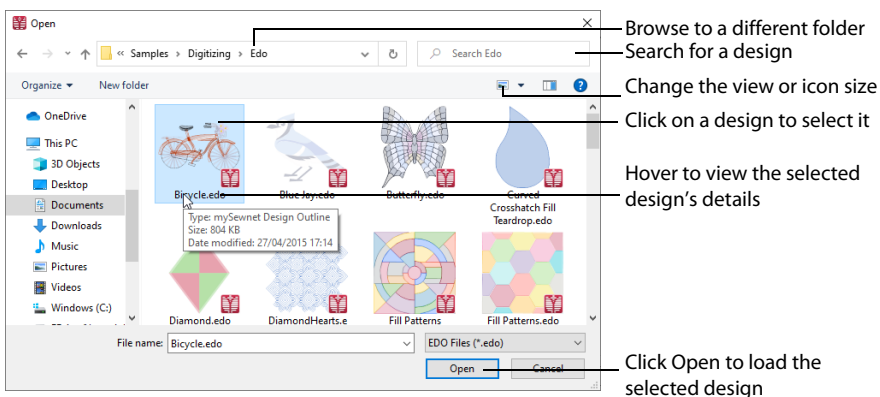 Open
Browse to a different folder
« Samples > Digitizing > Edo
Search Edo
Search for a design
Organize
New folder
Change the view or icon size
OneDrive
This PC
3D Objects
Desktop
Documents
Downloads
Music
Pictures
Videos
Windows (C:)
Click on a design to select it
Bicycle.edo
Blue Jay.edo
Butterfly.edo
Curved
Crosshatch Fill
Teardrop.edo
Hover to view the selected
design's details
Type: mySewnet Design Outline
Size: 804 KB
Date modified: 27/04/2015 17:14
Diamond.edo
DiamondHearts.e
Fill Patterns
Fill Patterns.edo
File name: Bicycle.edo
EDO Files (*.edo)
Open
Cancel
Click Open to load the
selected design